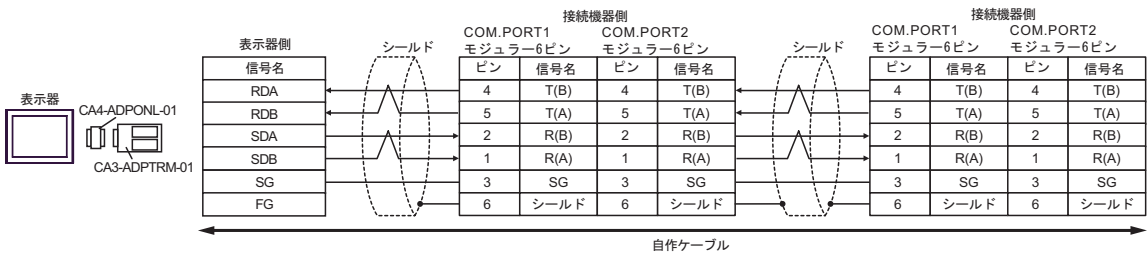 接続機器側
接続機器側
COM.PORT1 COM.PORT2
モジュラー6ピン モジュラー6ピン
COM.PORT1 COM.PORT2
モジュラー6ピン モジュラー6ピン
表示器側
シールド
シールド
表示器
CA4-ADPONL-01
CA3-ADPTRM-01
信号名 ピン 信号名 ピン 信号名 ピン 信号名 ピン 信号名
RDA 4 T(B) 4 T(B) 4 T(B) 4 T(B)
RDB 5 T(A) 5 T(A) 5 T(A) 5 T(A)
SDA 2 R(B) 2 R(B) 2 R(B) 2 R(B)
SDB 1 R(A) 1 R(A) 1 R(A) 1 R(A)
SG 3 SG 3 SG 3 SG 3 SG
FG 6 シールド 6 シールド 6 シールド 6 シールド
自作ケーブル